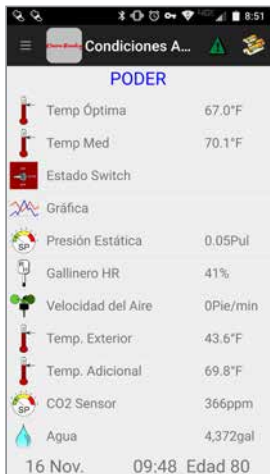 8:51
Condiciones A...
PODER
Temp Óptima 67.0°F
Temp Med 70.1°F
Estado Switch
Gráfica
SP Presión Estática 0.05Pul
Gallinero HR 41%
Velocidad del Aire 0Pie/min
Temp. Exterior 43.6°F
Temp. Adicional 69.8°F
SP CO2 Sensor 366ppm
Agua 4,372gal
16 Nov. 09:48 Edad 80